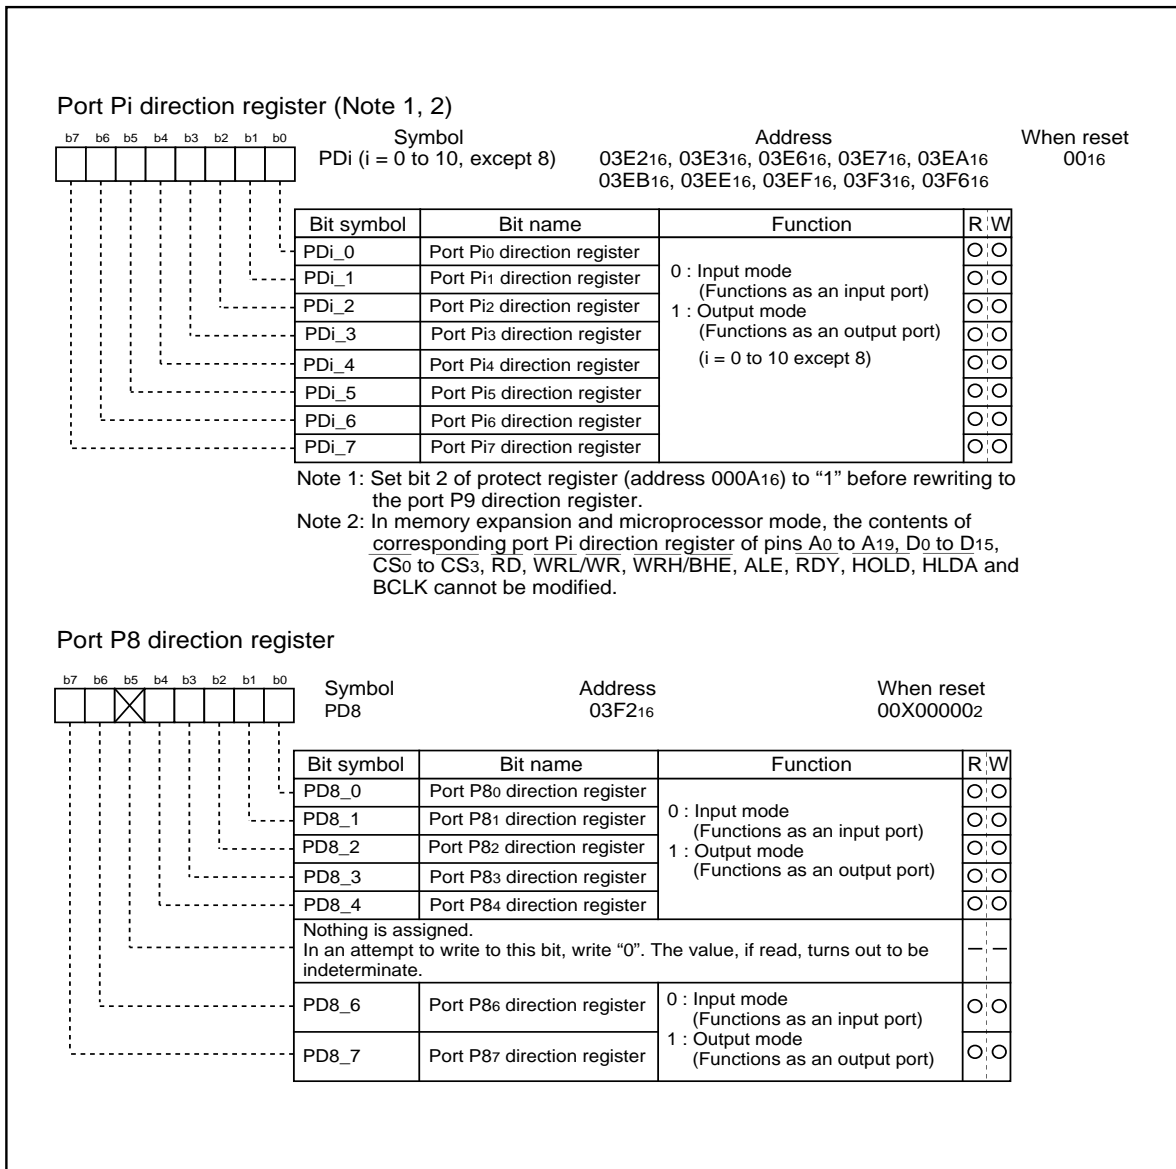 Port Pi direction register (Note 1, 2)
b7 b6 b5 b4 b3 b2 b1 b0
Symbol Address When reset
PDi (i = 0 to 10, except 8) 03E216, 03E316, 03E616, 03E716, 03EA16 0016
03EB16, 03EE16, 03EF16, 03F316, 03F616
Bit symbol Bit name Function R W
PDi_0 Port Pi0 direction register
PDi_1 Port Pi1 direction register
PDi_2 Port Pi2 direction register
PDi_3 Port Pi3 direction register
PDi_4 Port Pi4 direction register
PDi_5 Port Pi5 direction register
PDi_6 Port Pi6 direction register
PDi_7 Port Pi7 direction register
0 : Input mode
(Functions as an input port)
1 : Output mode
(Functions as an output port)
(i = 0 to 10 except 8)
Note 1: Set bit 2 of protect register (address 000A16) to “1” before rewriting to
the port P9 direction register.
Note 2: In memory expansion and microprocessor mode, the contents of
corresponding port Pi direction register of pins A0 to A19, D0 to D15,
CS0 to CS3, RD, WRL/WR, WRH/BHE, ALE, RDY, HOLD, HLDA and
BCLK cannot be modified.
Port P8 direction register
b7 b6 b5 b4 b3 b2 b1 b0
Symbol Address When reset
PD8 03F216 00X000002
Bit symbol Bit name Function R W
PD8_0 Port P80 direction register
PD8_1 Port P81 direction register
PD8_2 Port P82 direction register
PD8_3 Port P83 direction register
PD8_4 Port P84 direction register
0 : Input mode
(Functions as an input port)
1 : Output mode
(Functions as an output port)
Nothing is assigned.
In an attempt to write to this bit, write “0”. The value, if read, turns out to be
indeterminate.
PD8_6 Port P86 direction register
PD8_7 Port P87 direction register
0 : Input mode
(Functions as an input port)
1 : Output mode
(Functions as an output port)